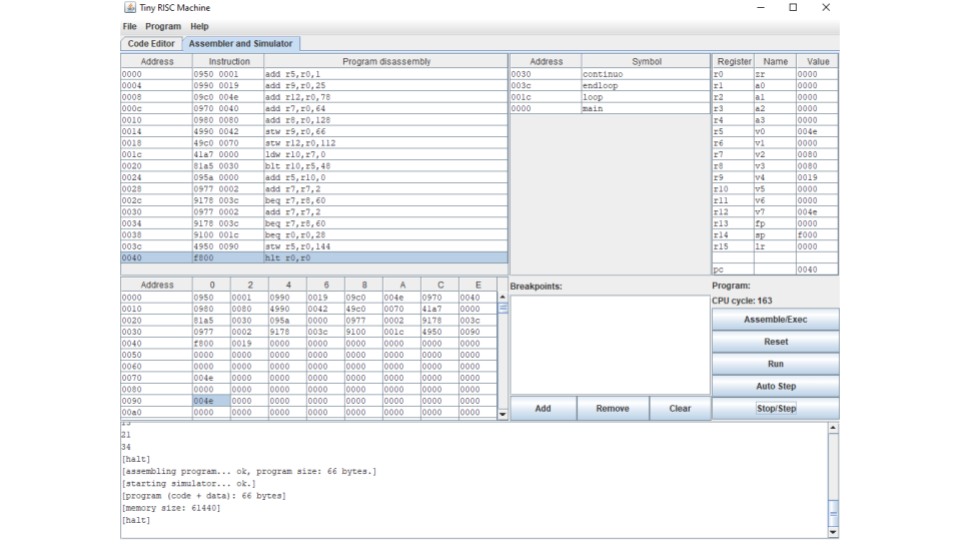 Tiny RISC Machine
File Program Help
Code Editor Assembler and Simulator
Address Instruction Program disassembly
0000 0950 0001 add r5,r0,1
0004 0990 0019 add r9,r0,25
0008 09c0 004e add r12,r0,78
000c 0970 0040 add r7,r0,64
0010 0980 0080 add r8,r0,128
0014 4990 0042 stw r9,r0,66
0018 49c0 0070 stw r12,r0,112
001c 41a7 0000 ldw r10,r7,0
0020 81a5 0030 blt r10,r5,48
0024 095a 0000 add r5,r10,0
0028 0977 0002 add r7,r7,2
002c 9178 003c beq r7,r8,60
0030 0977 0002 add r7,r7,2
0034 9178 003c beq r7,r8,60
0038 9100 001c beq r0,r0,28
003c 4950 0090 stw r5,r0,144
0040 f800 hlt r0,r0
Address Symbol
0030 continuo
003c endloop
001c loop
0000 main
Register Name Value
r0 zr 0000
r1 a0 0000
r2 a1 0000
r3 a2 0000
r4 a3 0000
r5 v0 004e
r6 v1 0000
r7 v2 0080
r8 v3 0080
r9 v4 0019
r10 v5 0000
r11 v6 0000
r12 v7 004e
r13 fp 0000
r14 sp f000
r15 lr 0000
pc 0040
Address 0 2 4 6 8 A C E
0000 0950 0001 0990 0019 09c0 004e 0970 0040
0010 0980 0080 4990 0042 49c0 0070 41a7 0000
0020 81a5 0030 095a 0000 0977 0002 9178 003c
0030 0977 0002 9178 003c 9100 001c 4950 0090
0040 f800 0019 0000 0000 0000 0000 0000 0000
0050 0000 0000 0000 0000 0000 0000 0000 0000
0060 0000 0000 0000 0000 0000 0000 0000 0000
0070 004e 0000 0000 0000 0000 0000 0000 0000
0080 0000 0000 0000 0000 0000 0000 0000 0000
0090 004e 0000 0000 0000 0000 0000 0000 0000
00a0 0000 0000 0000 0000 0000 0000 0000 0000
Breakpoints:
Add Remove Clear
Program:
CPU cycle: 163
Assemble/Exec
Reset
Run
Auto Step
Stop/Step
21
34
[halt]
[assembling program... ok, program size: 66 bytes.]
[starting simulator... ok.]
[program (code + data): 66 bytes]
[memory size: 61440]
[halt]